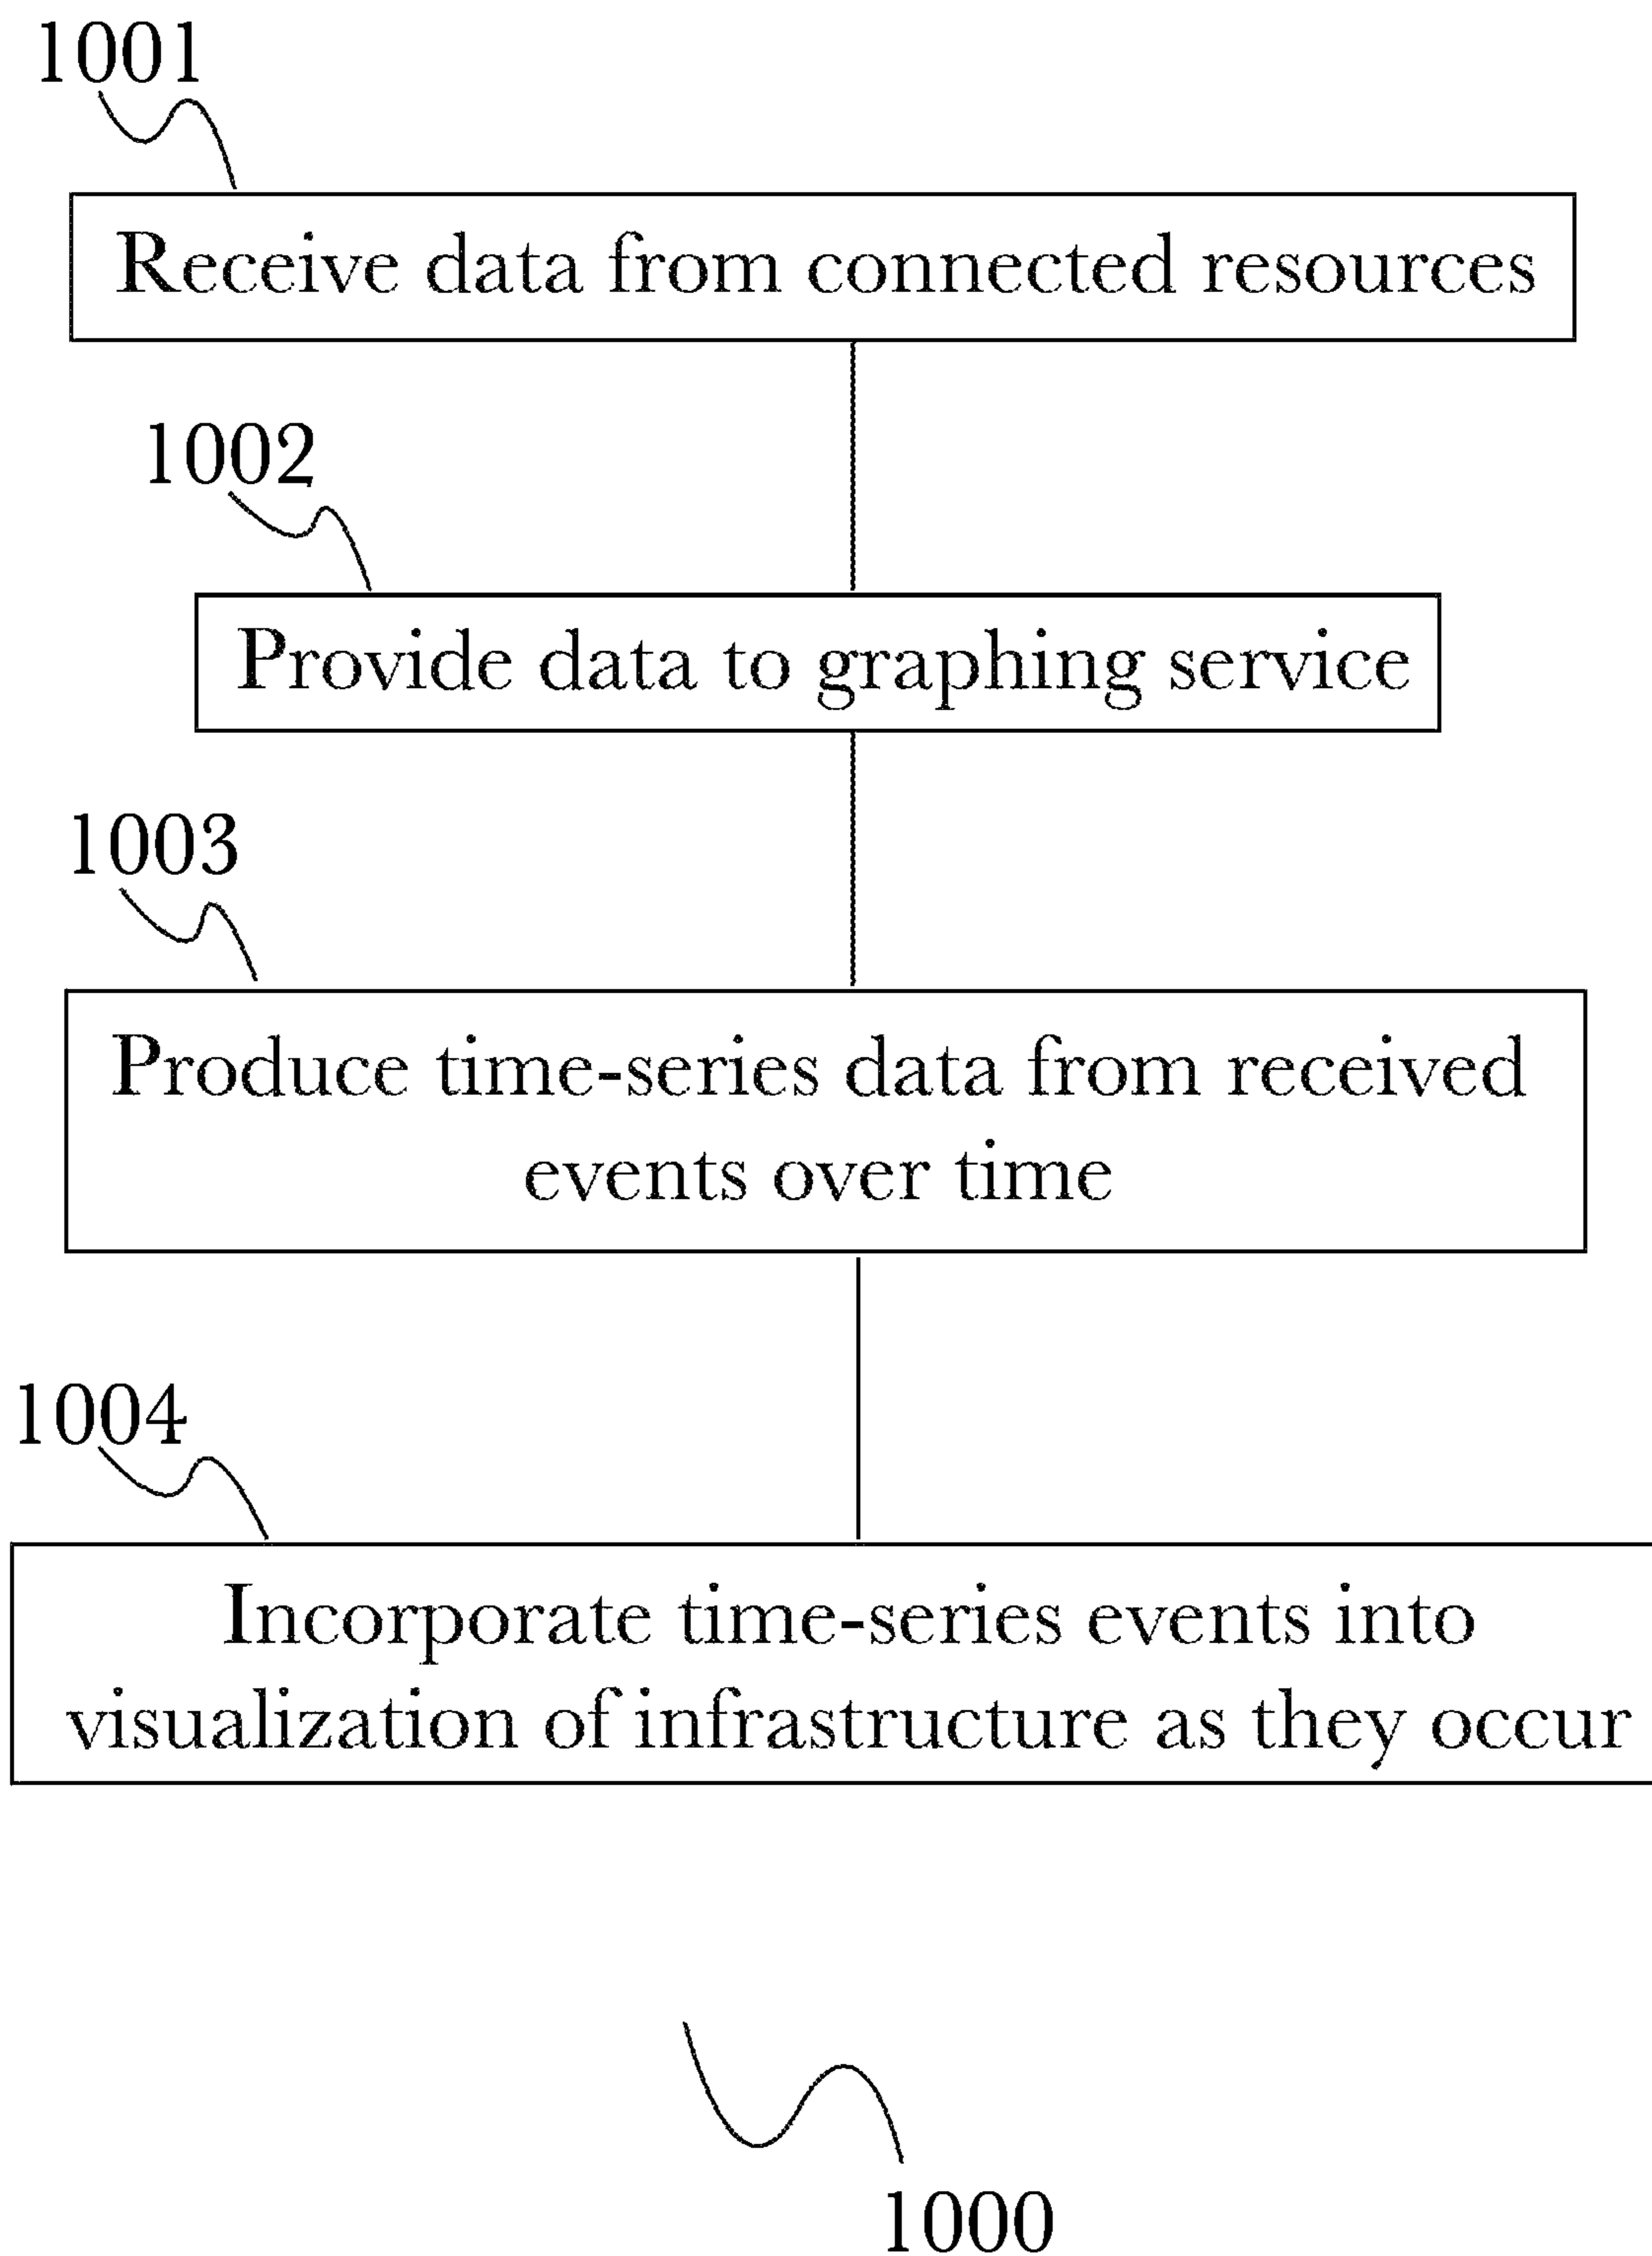 1001
Receive data from connected resources
1002
Provide data to graphing service
1003
Produce time-series data from received
events over time
1004
Incorporate time-series events into
visualization of infrastructure as they occur
1000